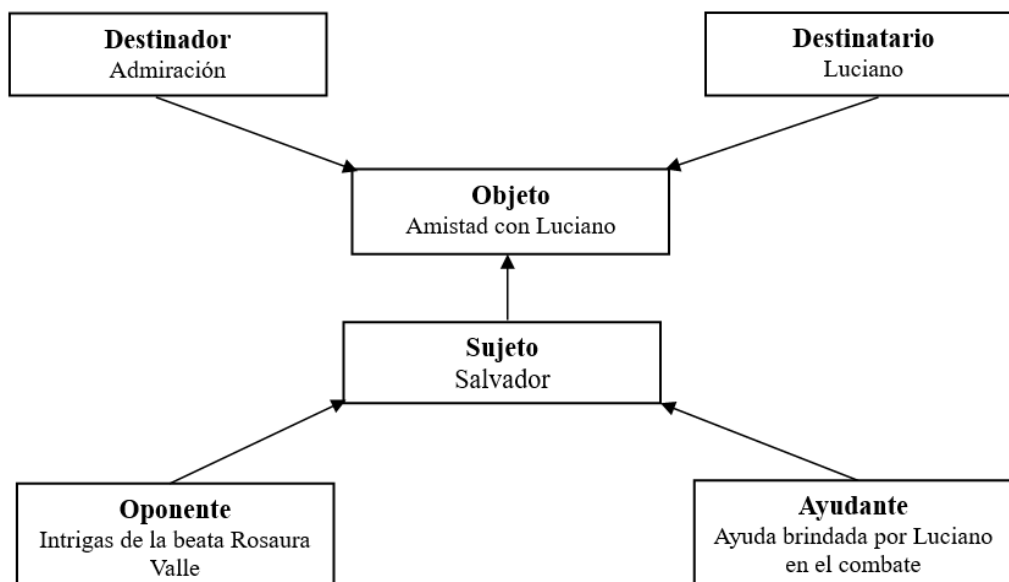 Destinador
Admiración
Destinatario
Luciano
Objeto
Amistad con Luciano
Sujeto
Salvador
Oponente
Intrigas de la beata Rosaura
Valle
Ayudante
Ayuda brindada por Luciano
en el combate